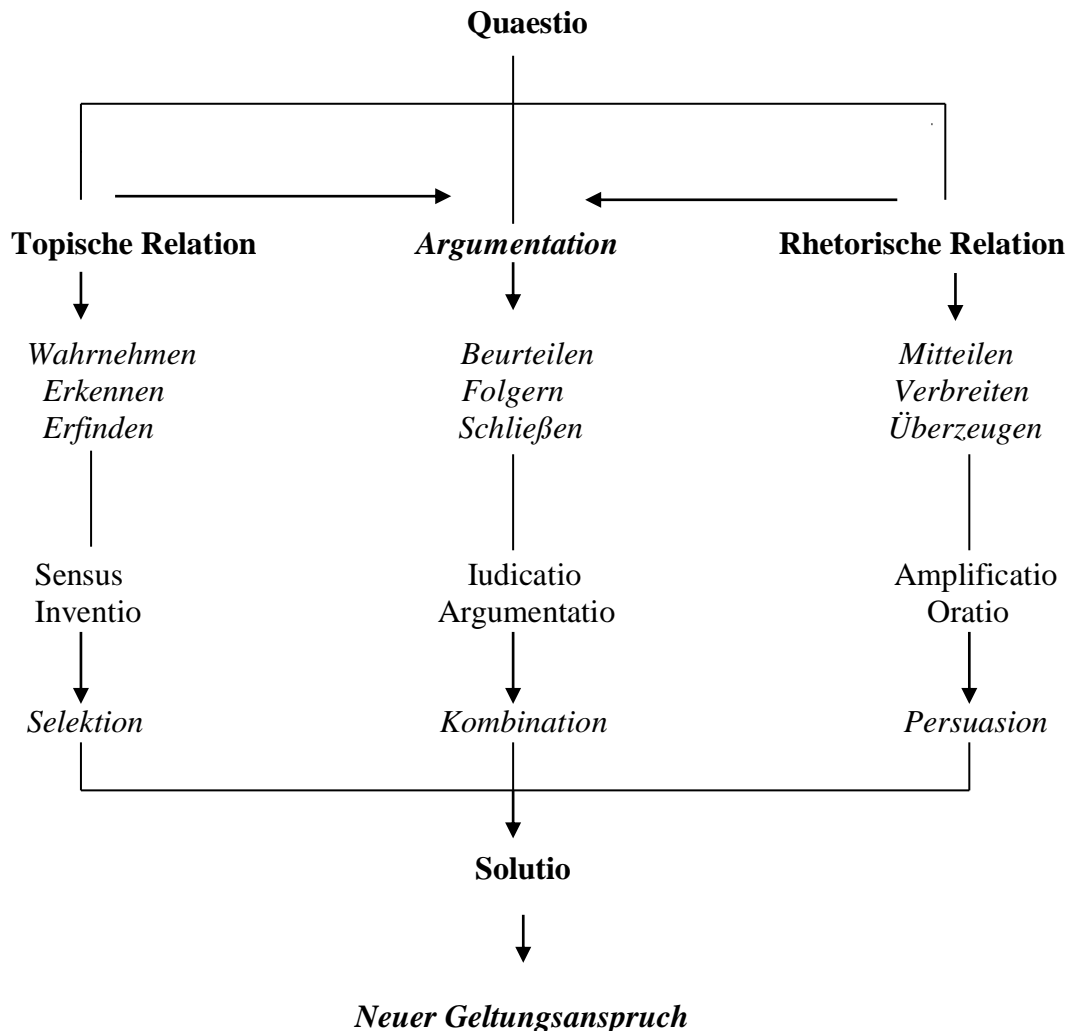 Quaestio
Topische Relation
Argumentation
Rhetorische Relation
Wahrnehmen
Erkennen
Erfinden
Beurteilen
Folgern
Schließen
Mitteilen
Verbreiten
Überzeugen
Sensus
Inventio
Iudicatio
Argumentatio
Amplificatio
Oratio
Selektion
Kombination
Persuasion
Solutio
Neuer Geltungsanspruch